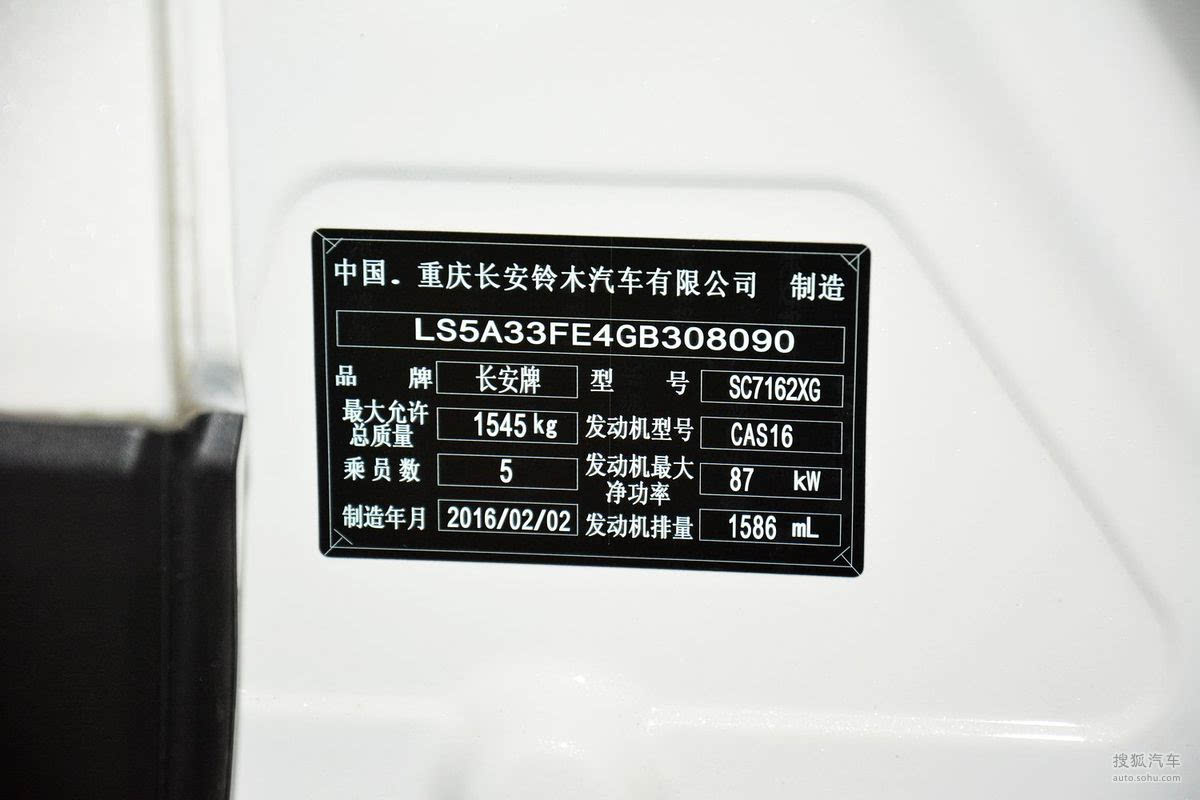 中国.重庆长安铃木汽车有限公司 制造
LS5A33FE4GB308090
品 牌 长安牌 型 号 SC7162XG
最大允许总质量 1545 kg 发动机型号 CAS16
乘员数 5 发动机最大净功率 87 kW
制造年月 2016/02/02 发动机排量 1586 mL
搜狐汽车
auto.sohu.com